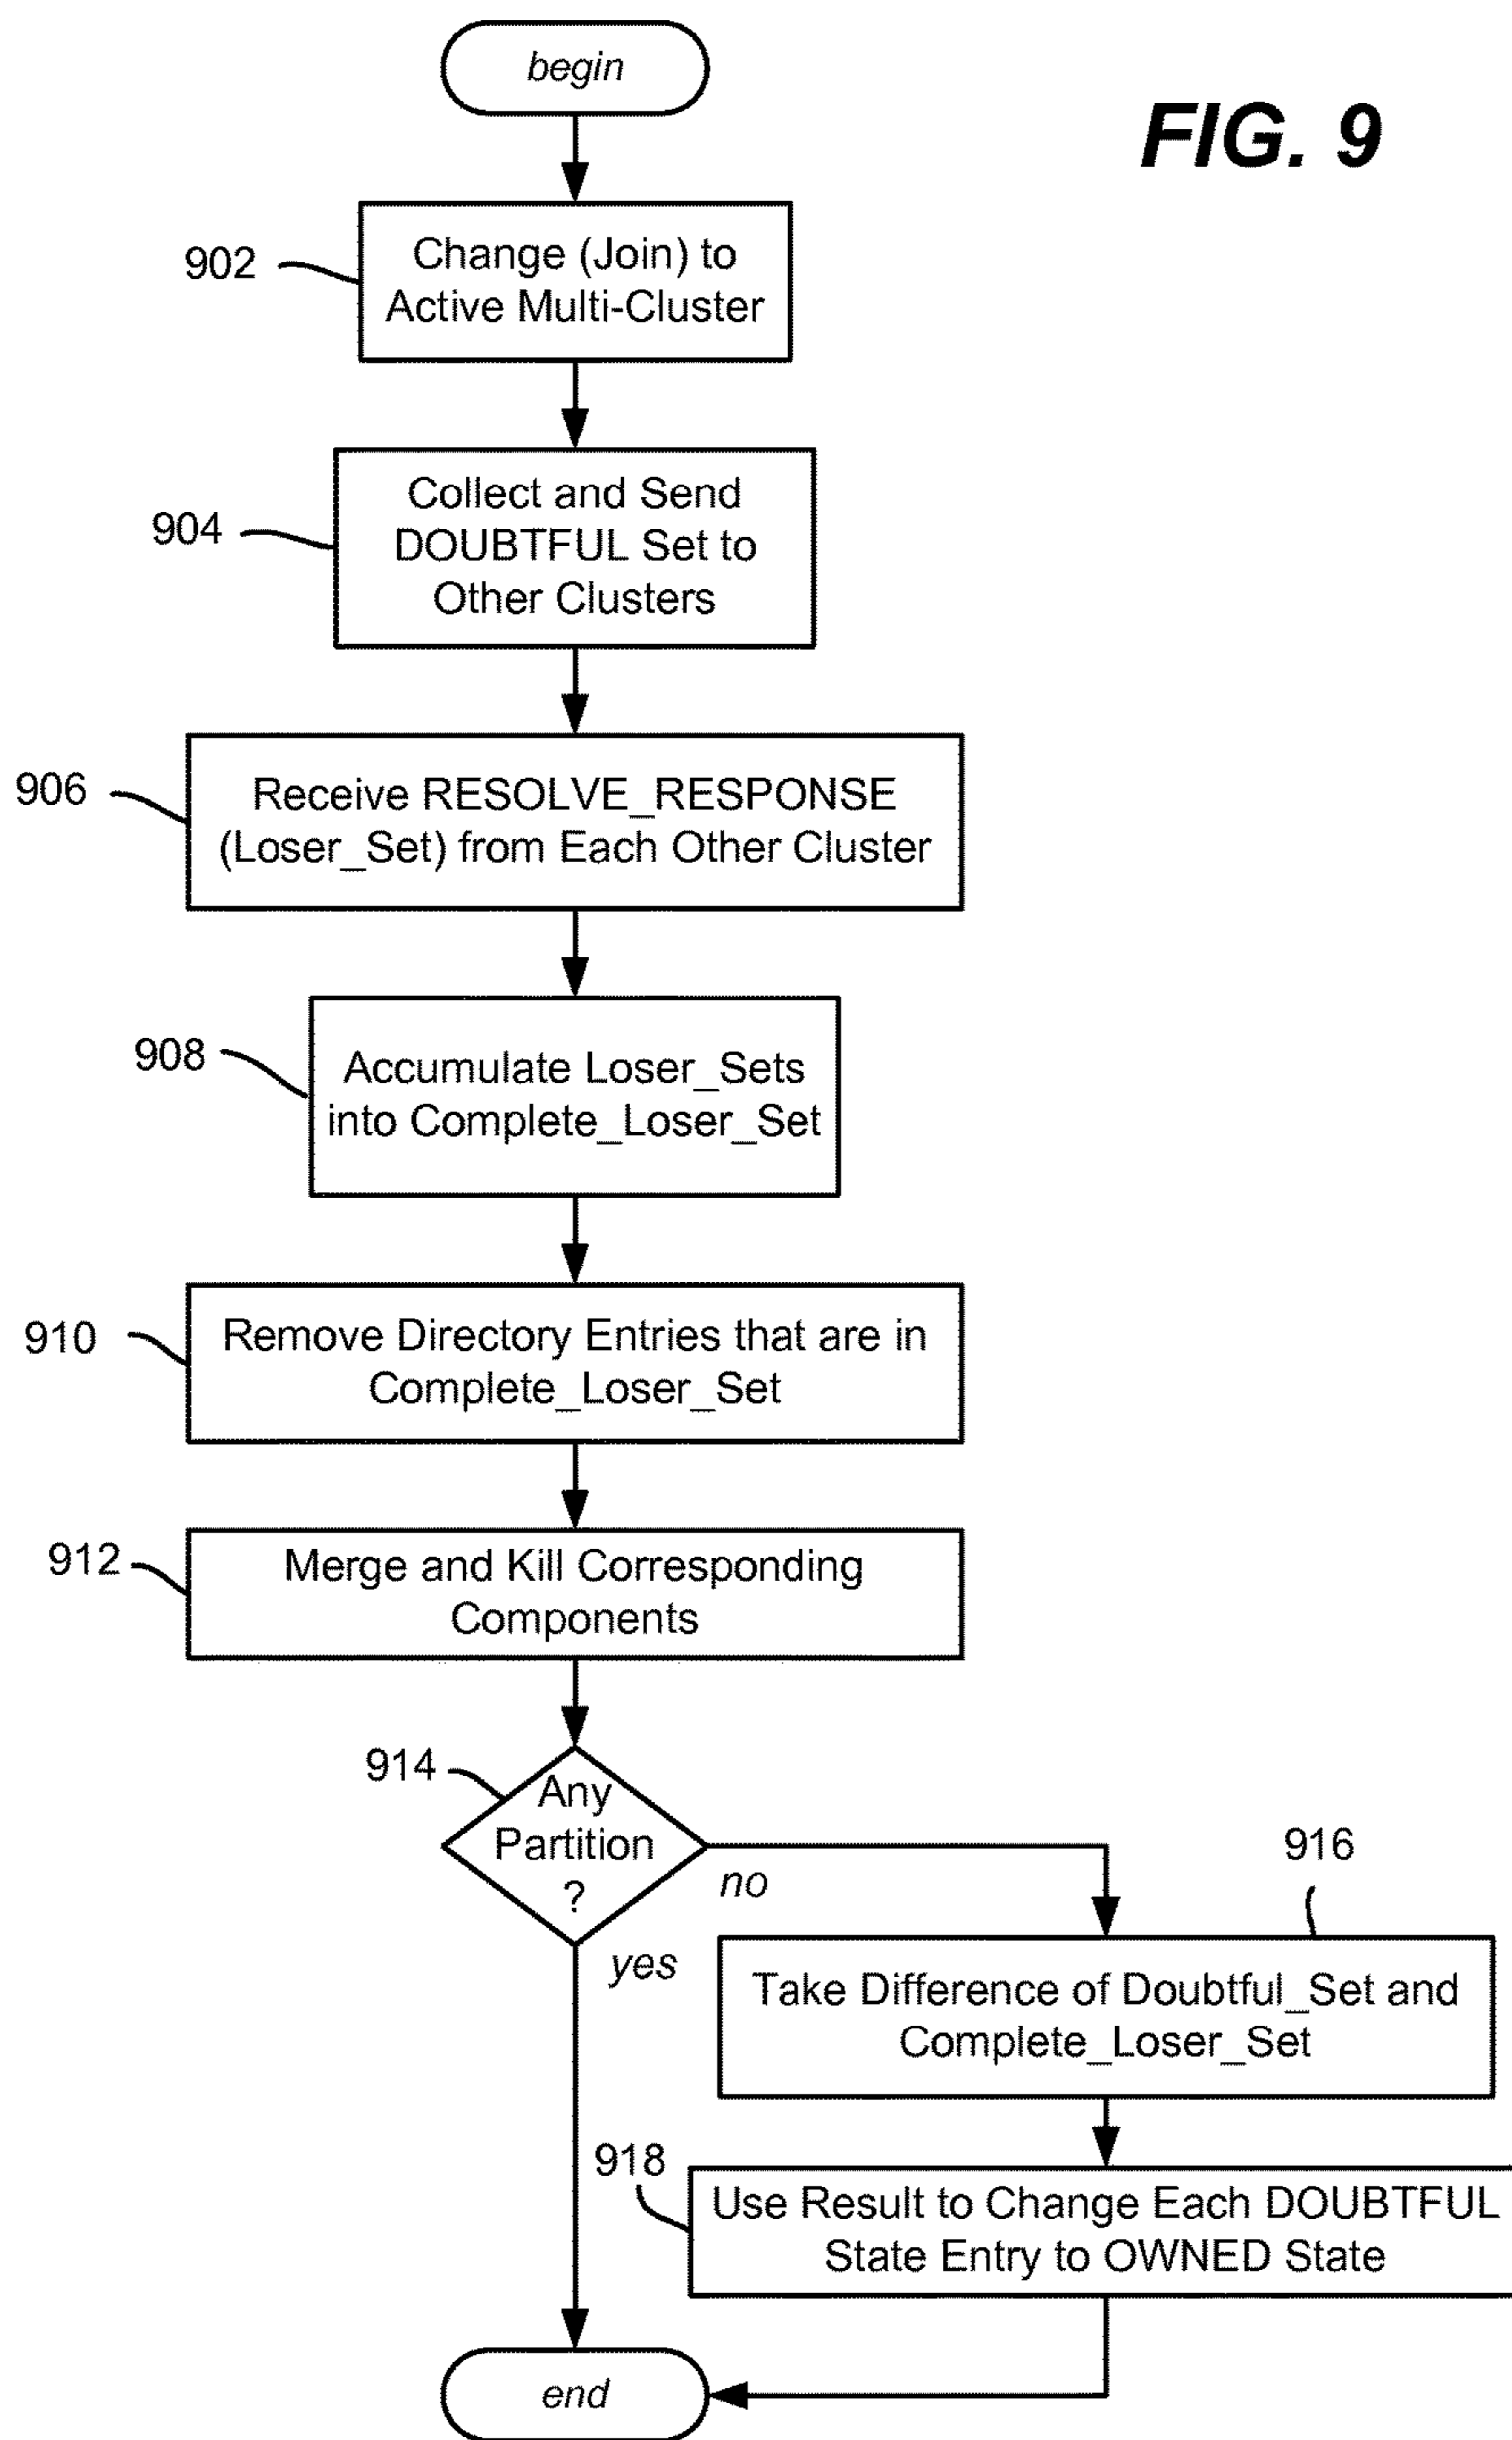 begin
FIG. 9
902
Change (Join) to
Active Multi-Cluster
904
Collect and Send
DOUBTFUL Set to
Other Clusters
906
Receive RESOLVE_RESPONSE
(Loser_Set) from Each Other Cluster
908
Accumulate Loser_Sets
into Complete_Loser_Set
910
Remove Directory Entries that are in
Complete_Loser_Set
912
Merge and Kill Corresponding
Components
914
Any
Partition
?
no
yes
916
Take Difference of Doubtful_Set and
Complete_Loser_Set
918
Use Result to Change Each DOUBTFUL
State Entry to OWNED State
end